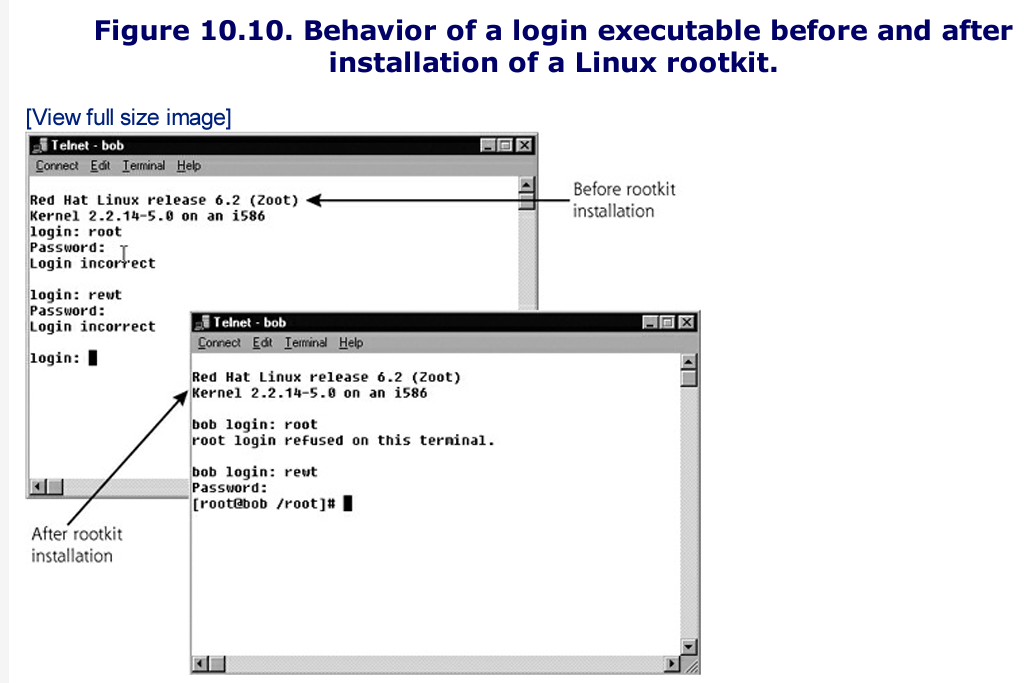 Figure 10.10. Behavior of a login executable before and after
installation of a Linux rootkit.
[View full size image]
Telnet - bob
Connect Edit Terminal Help
Red Hat Linux release 6.2 (Zoot)
Kernel 2.2.14-5.0 on an i586
login: root
Password:
Login incorrect
login: rewt
Password:
Login incorrect
login:
Before rootkit
installation
Telnet - bob
Connect Edit Terminal Help
Red Hat Linux release 6.2 (Zoot)
Kernel 2.2.14-5.0 on an i586
bob login: root
root login refused on this terminal.
bob login: rewt
Password:
[root@bob /root]#
After rootkit
installation